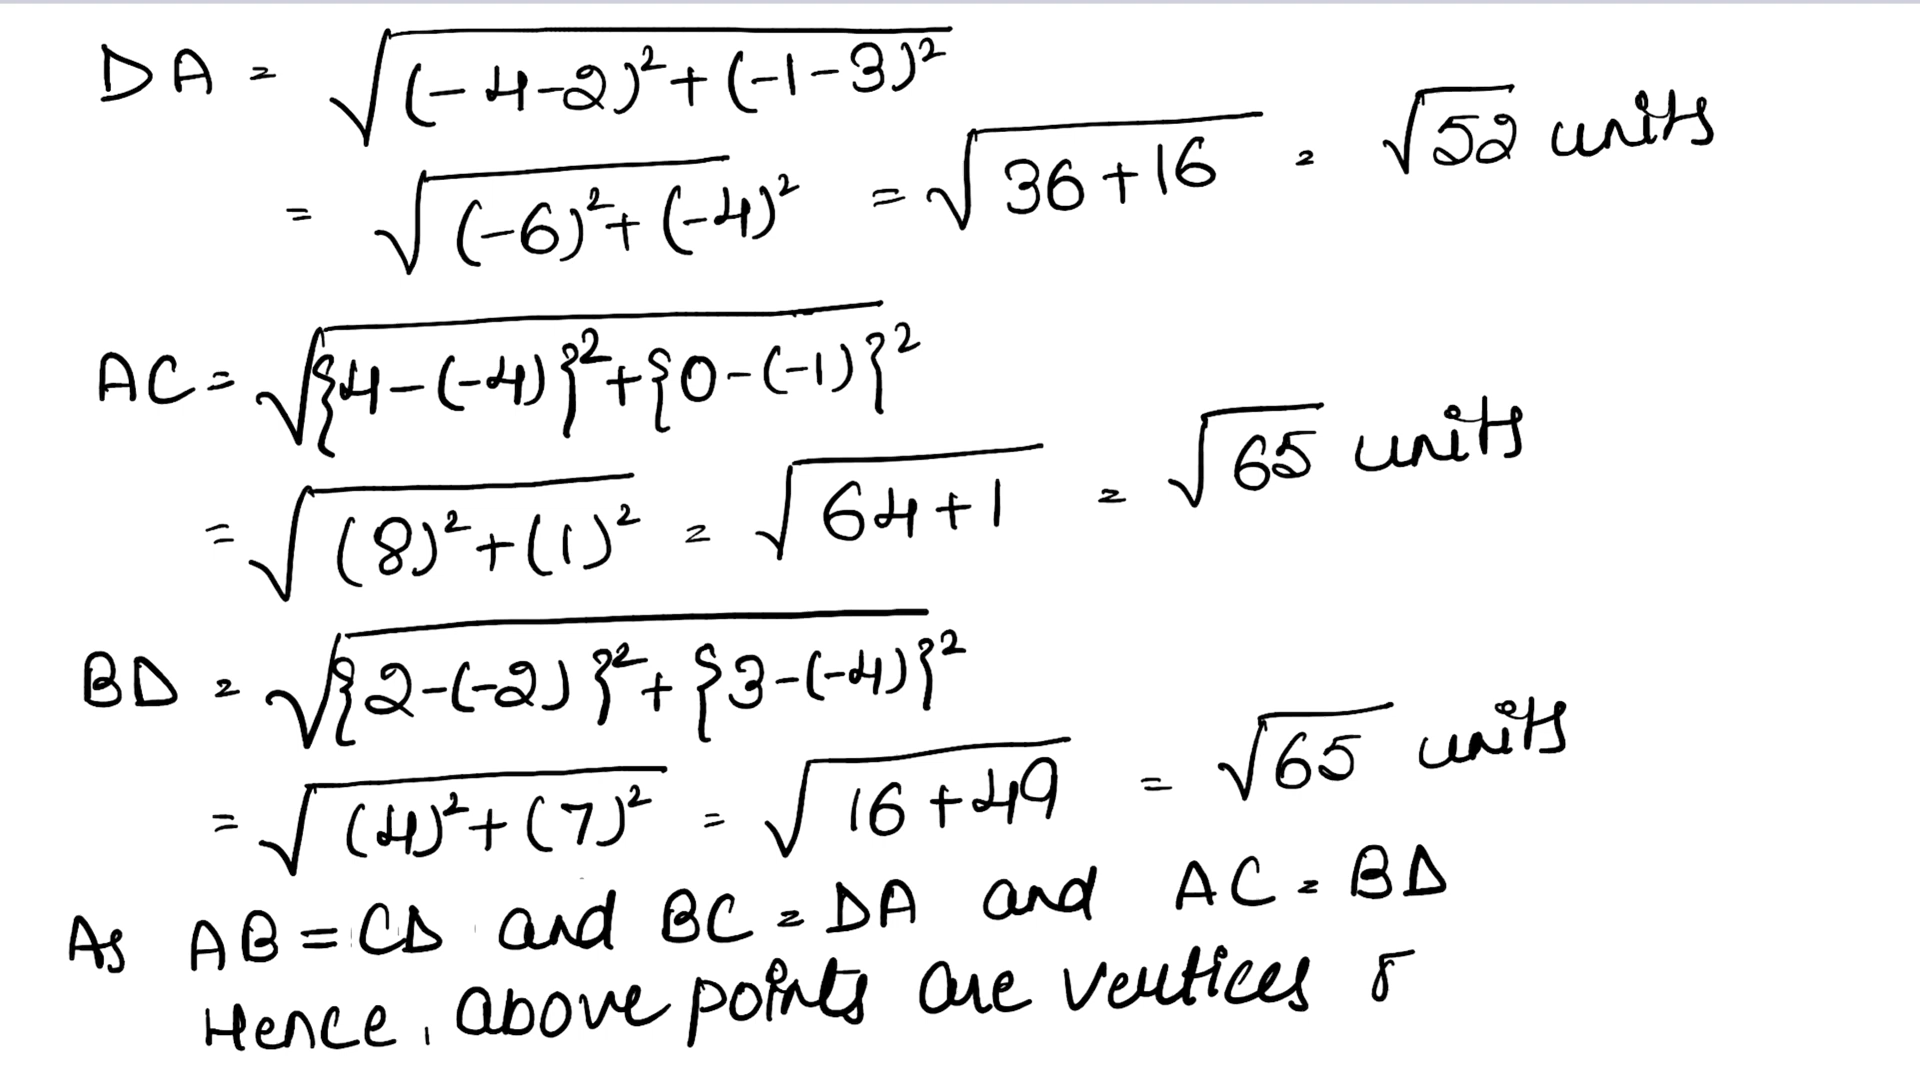 DA = √(-4-2)²+(-1-3)²
= √(-6)²+(-4)² = √36+16 = √52 units
AC = √{4-(-4)}²+{0-(-1)}²
= √(8)²+(1)² = √64+1 = √65 units
BD = √{2-(-2)}²+{3-(-4)}²
= √(4)²+(7)² = √16+49 = √65 units
As AB = CD and BC = DA and AC = BD
Hence, above points are vertices